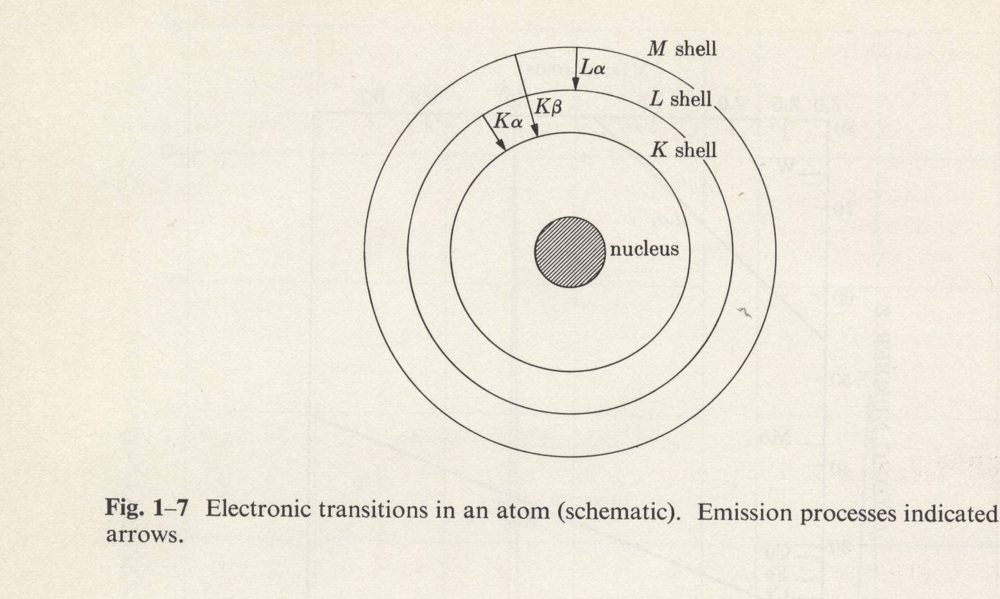 M shell
Lα
L shell
Kβ
Kα
K shell
nucleus
Fig. 1–7 Electronic transitions in an atom (schematic). Emission processes indicated
arrows.